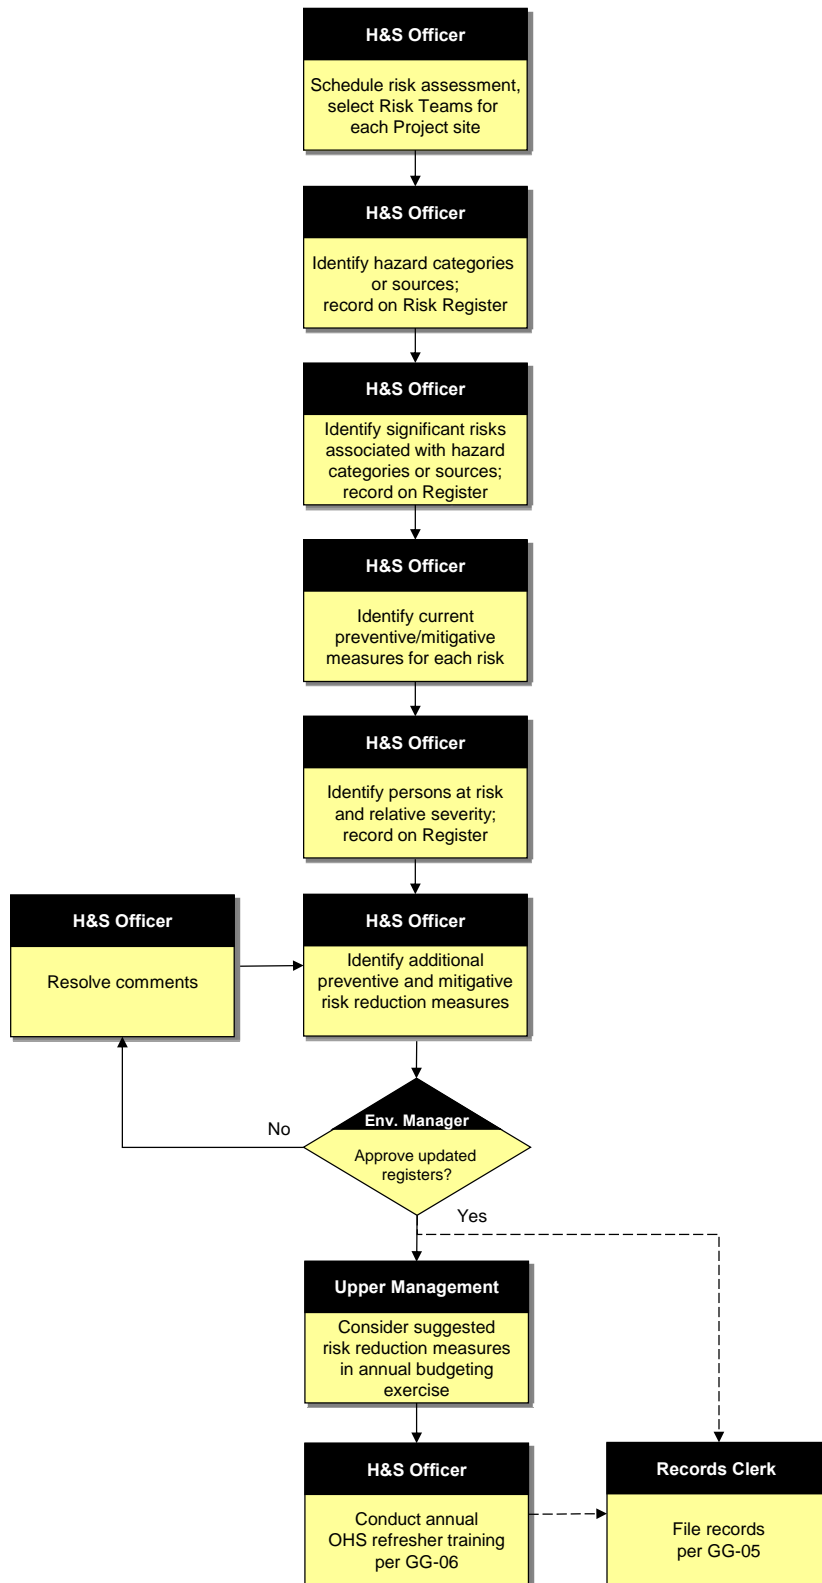 H&S Officer
Schedule risk assessment,
select Risk Teams for
each Project site
H&S Officer
Identify hazard categories
or sources;
record on Risk Register
H&S Officer
Identify significant risks
associated with hazard
categories or sources;
record on Register
H&S Officer
Identify current
preventive/mitigative
measures for each risk
H&S Officer
Identify persons at risk
and relative severity;
record on Register
H&S Officer
Resolve comments
H&S Officer
Identify additional
preventive and mitigative
risk reduction measures
No
Env. Manager
Approve updated
registers?
Yes
Upper Management
Consider suggested
risk reduction measures
in annual budgeting
exercise
H&S Officer
Conduct annual
OHS refresher training
per GG-06
Records Clerk
File records
per GG-05